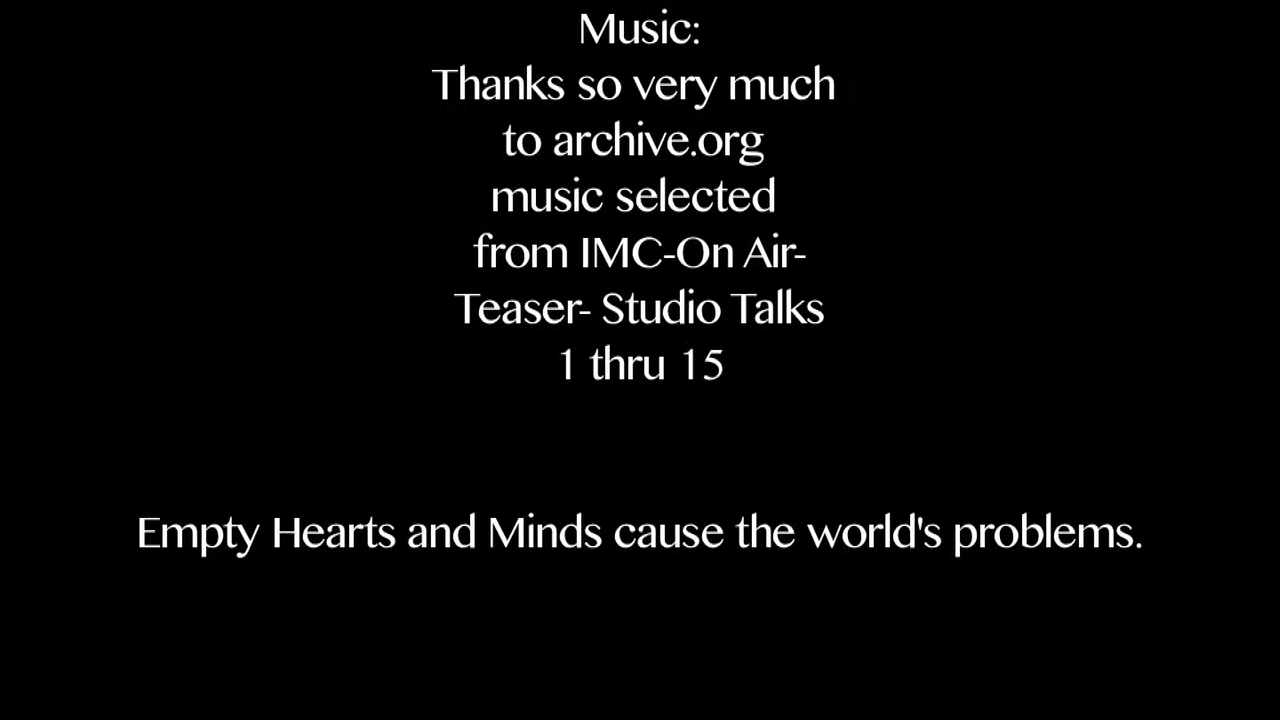 Music:
Thanks so very much
to archive.org
music selected
from IMC-On Air-
Teaser- Studio Talks
1 thru 15
Empty Hearts and Minds cause the world's problems.